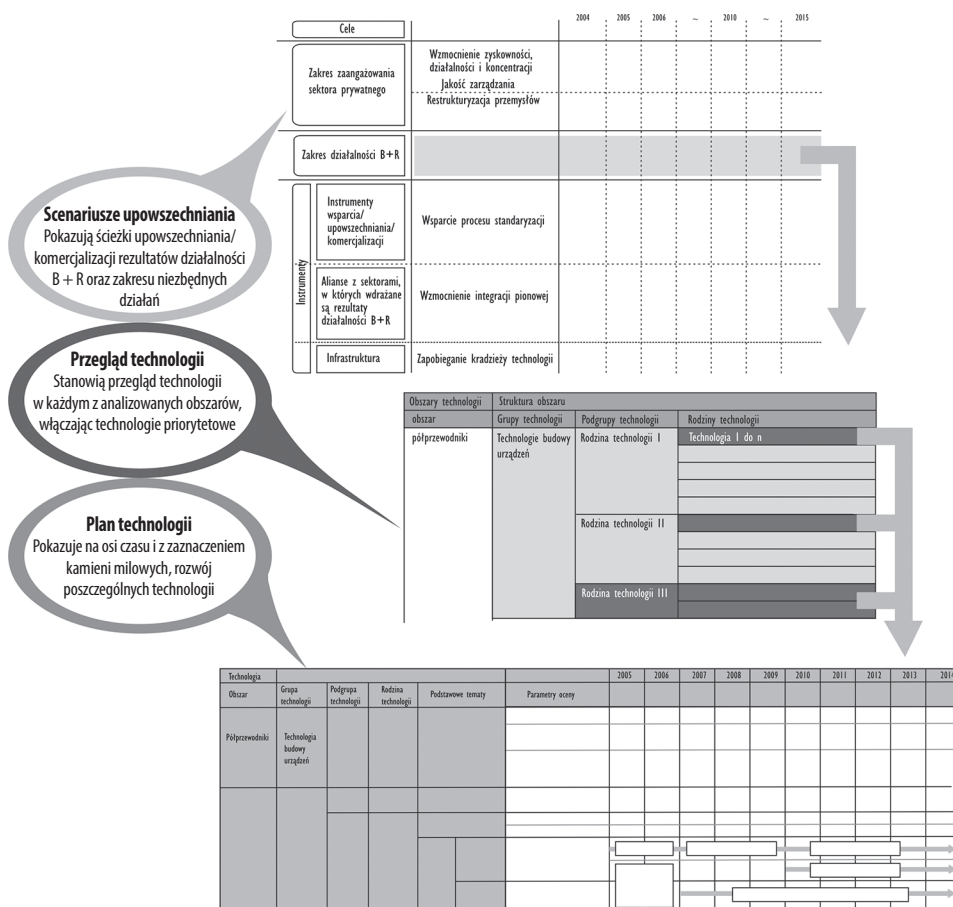 2004 2005 2006 ~ 2010 ~ 2015
Cele
Zakres zaangażowania
sektora prywatnego
Wzmocnienie zyskowności,
działalności i koncentracji
Jakość zarządzania
Restrukturyzacja przemysłów
Zakres działalności B+R
Instrumenty
Instrumenty
wsparcia/
upowszechniania/
komercjalizacji
Wsparcie procesu standaryzacji
Alianse z sektorami,
w których wdrażane
są rezultaty
działalności B+R
Wzmocnienie integracji pionowej
Infrastruktura
Zapobieganie kradzieży technologii
Scenariusze upowszechniania
Pokazują ścieżki upowszechniania/
komercjalizacji rezultatów działalności
B + R oraz zakresu niezbędnych
działań
Przegląd technologii
Stanowią przegląd technologii
w każdym z analizowanych obszarów,
włączając technologie priorytetowe
Plan technologii
Pokazuje na osi czasu i z zaznaczeniem
kamieni milowych, rozwój
poszczególnych technologii
Obszary technologii Struktura obszaru
obszar Grupy technologii Podgrupy technologii Rodziny technologii
półprzewodniki
Technologie budowy
urządzeń
Rodzina technologii I
Technologia I do n
Rodzina technologii II
Rodzina technologii III
Technologia 2005 2006 2007 2008 2009 2010 2011 2012 2013 2014
Obszar
Grupa
technologii
Podgrupa
technologii
Rodzina
technologii
Podstawowe tematy
Parametry oceny
Półprzewodniki
Technologia
budowy
urządzeń